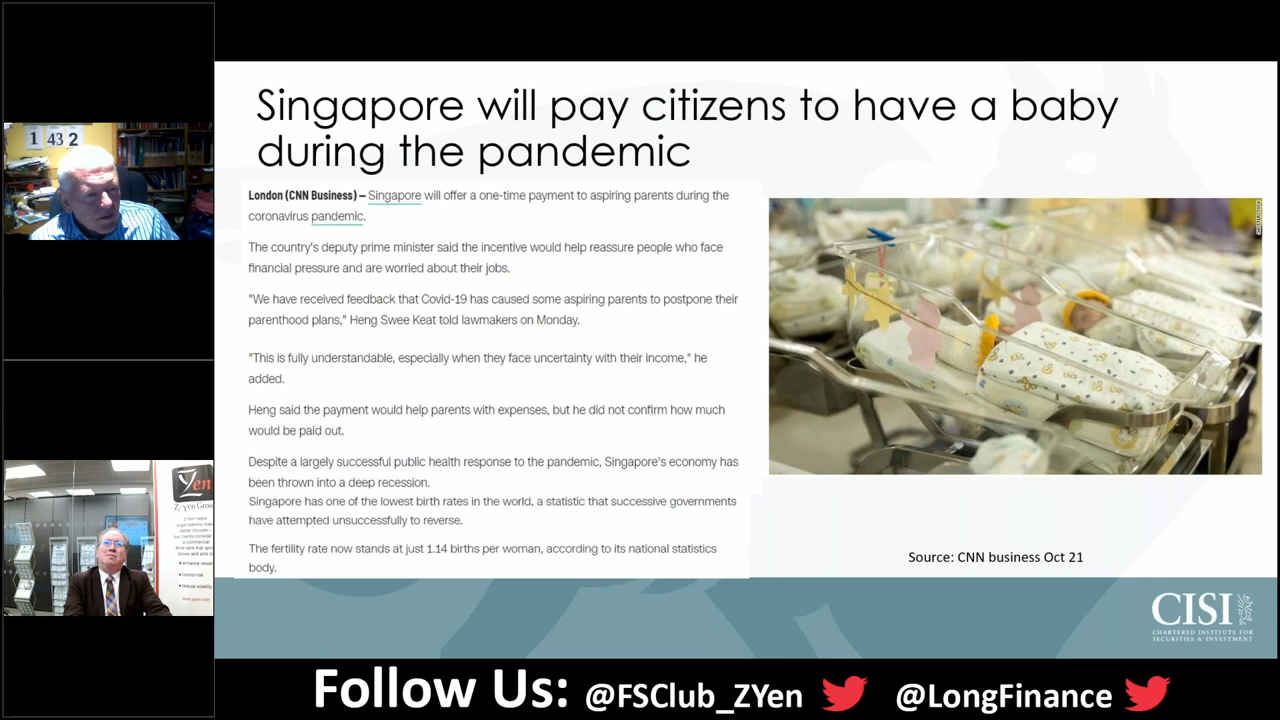 1 43 2
Singapore will pay citizens to have a baby
during the pandemic
London (CNN Business) – Singapore will offer a one-time payment to aspiring parents during the
coronavirus pandemic.
The country's deputy prime minister said the incentive would help reassure people who face
financial pressure and are worried about their jobs.
"We have received feedback that Covid-19 has caused some aspiring parents to postpone their
parenthood plans," Heng Swee Keat told lawmakers on Monday.
"This is fully understandable, especially when they face uncertainty with their income," he
added.
Heng said the payment would help parents with expenses, but he did not confirm how much
would be paid out.
Despite a largely successful public health response to the pandemic, Singapore's economy has
been thrown into a deep recession.
Singapore has one of the lowest birth rates in the world, a statistic that successive governments
have attempted unsuccessfully to reverse.
The fertility rate now stands at just 1.14 births per woman, according to its national statistics
body.
Source: CNN business Oct 21
CISI
CHARTERED INSTITUTE FOR
SECURITIES & INVESTMENT
Z/Yen
Z/Yen Grou
Z/Yen helps
Follow Us: @FSClub_ZYen @LongFinance